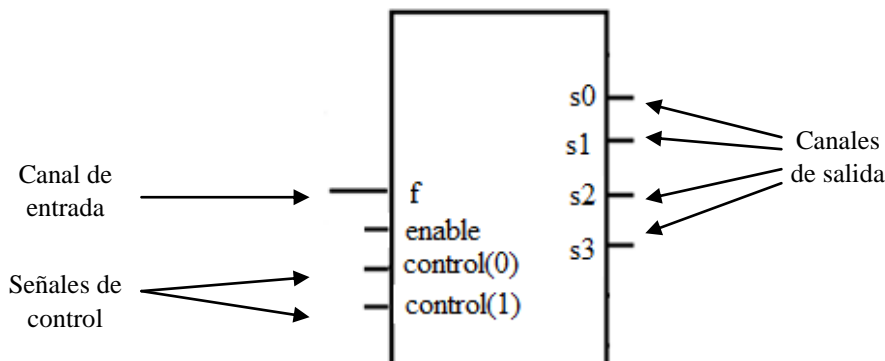 Canal de
entrada
Señales de
control
f
enable
control(0)
control(1)
s0
s1
s2
s3
Canales
de salida